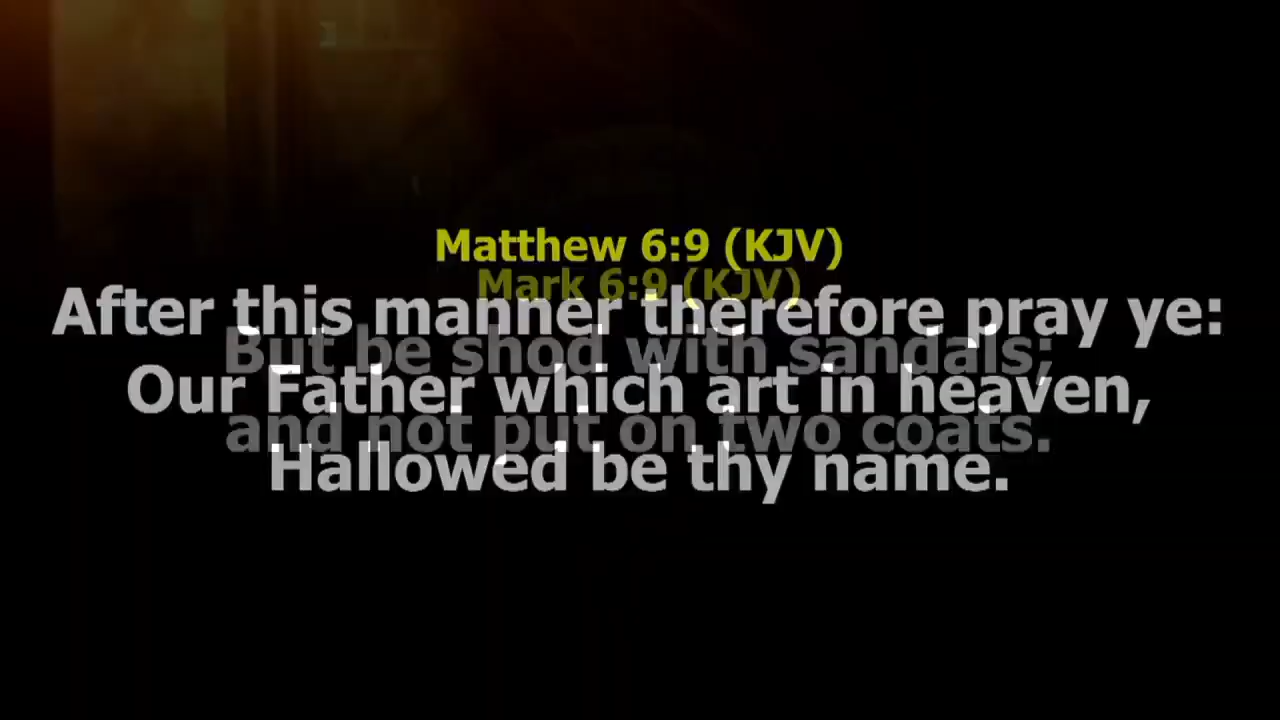 Matthew 6:9 (KJV)
After this manner therefore pray ye:
Our Father which art in heaven,
Hallowed be thy name.
Mark 6:9 (KJV)
But be shod with sandals;
and not put on two coats.